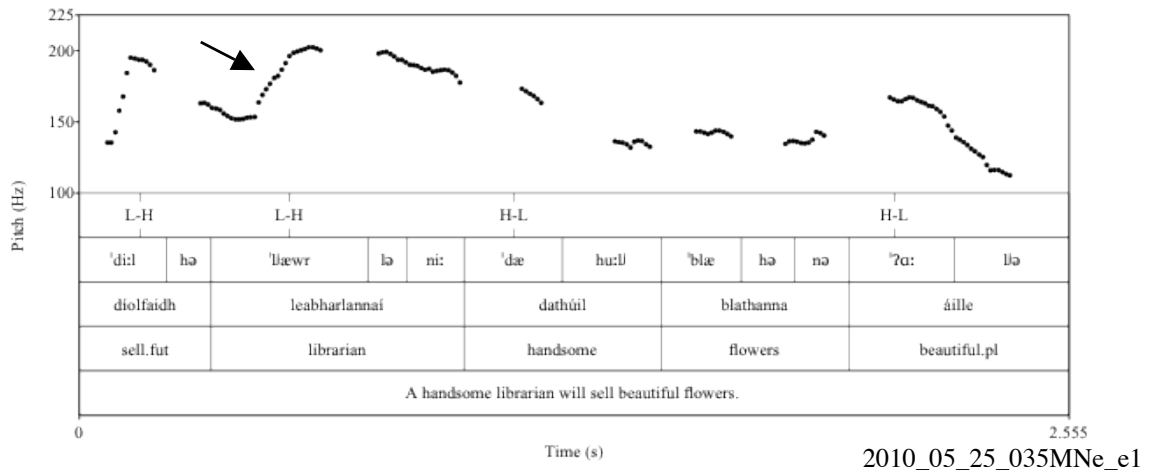 225
200
150
100
Pitch (Hz)
L-H L-H H-L H-L
ˈdiːl hə ˈlʲæwr lə niː ˈdæ huːlʲ ˈblæ hə nə ˈʔɑː lʲə
díolfaidh leabharlannaí dathúil blathanna áille
sell.fut librarian handsome flowers beautiful.pl
A handsome librarian will sell beautiful flowers.
0 2.555
Time (s)
2010_05_25_035MNe_e1